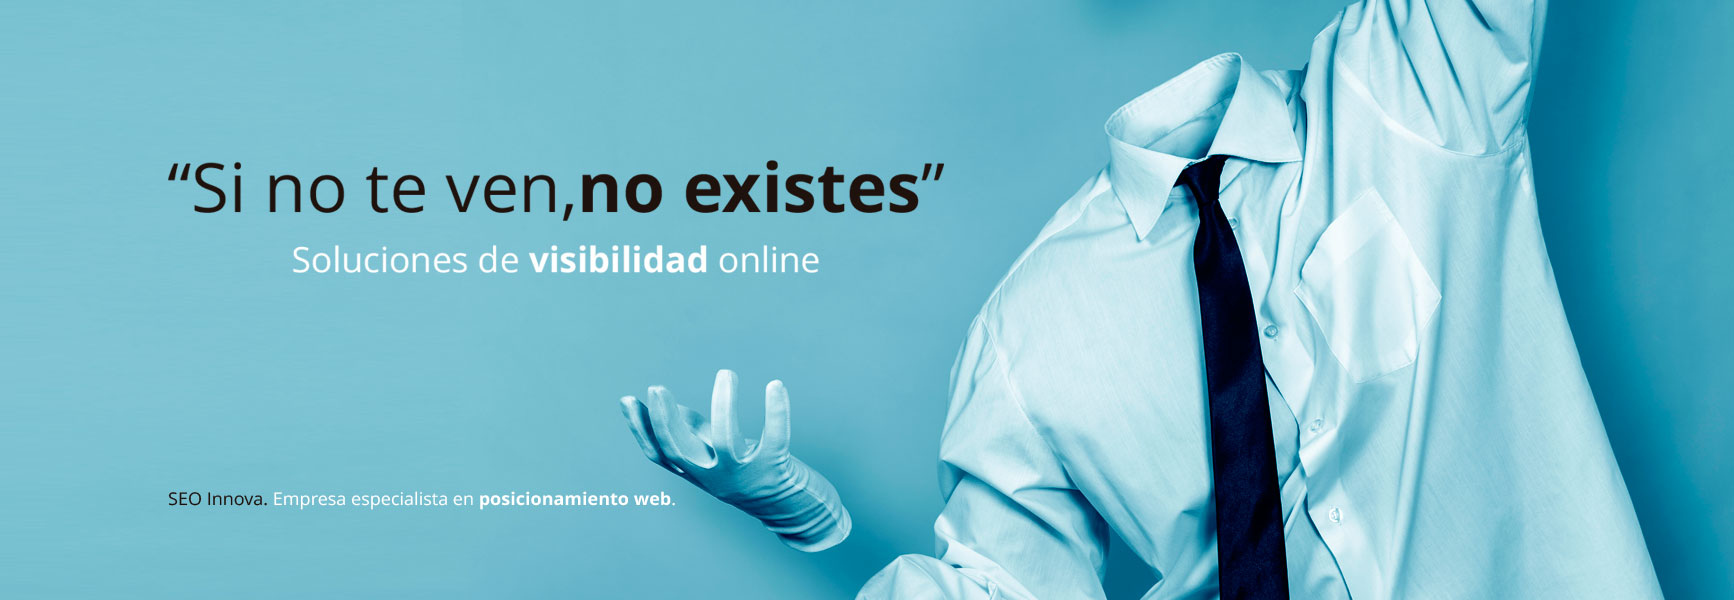 “Si no te ven,no existes”
Soluciones de visibilidad online
SEO Innova. Empresa especialista en posicionamiento web.